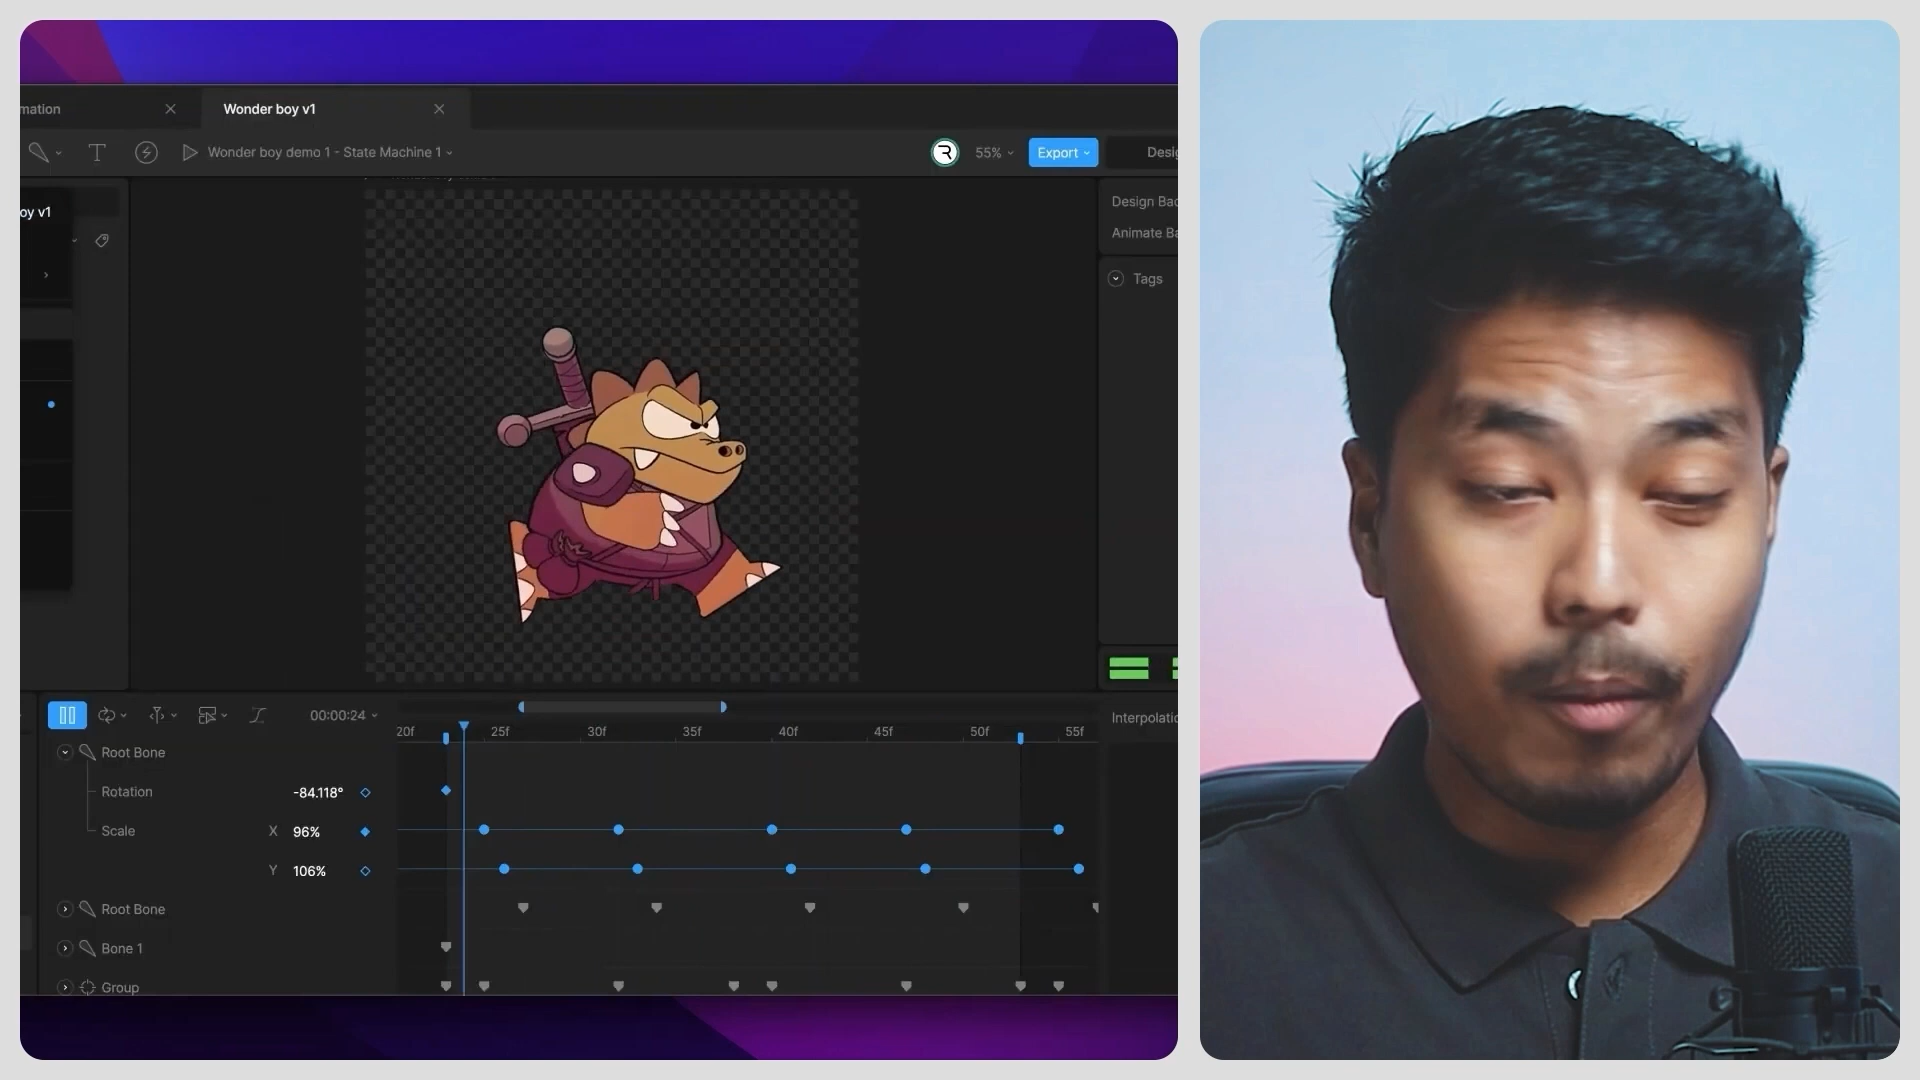 mation
Wonder boy v1
Wonder boy demo 1 - State Machine 1
55%
Export
oy v1
Tags
00:00:24
20f 25f 30f 35f 40f 45f 50f 55f
Root Bone
Rotation -84.118°
Scale X 96%
Y 106%
Root Bone
Bone 1
Group
Desig
Design Bac
Animate Ba
Interpolatio